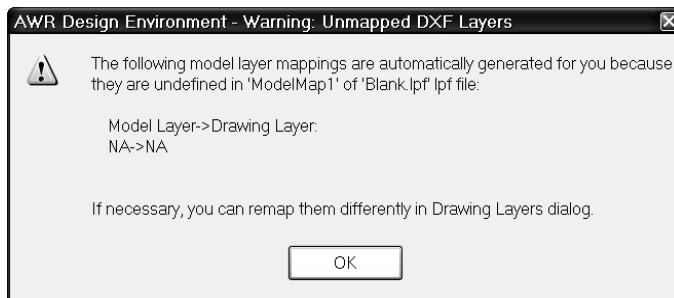 AWR Design Environment - Warning: Unmapped DXF Layers
The following model layer mappings are automatically generated for you because
they are undefined in 'ModelMap1' of 'Blank.lpf' lpf file:
Model Layer->Drawing Layer:
NA->NA
If necessary, you can remap them differently in Drawing Layers dialog.
OK